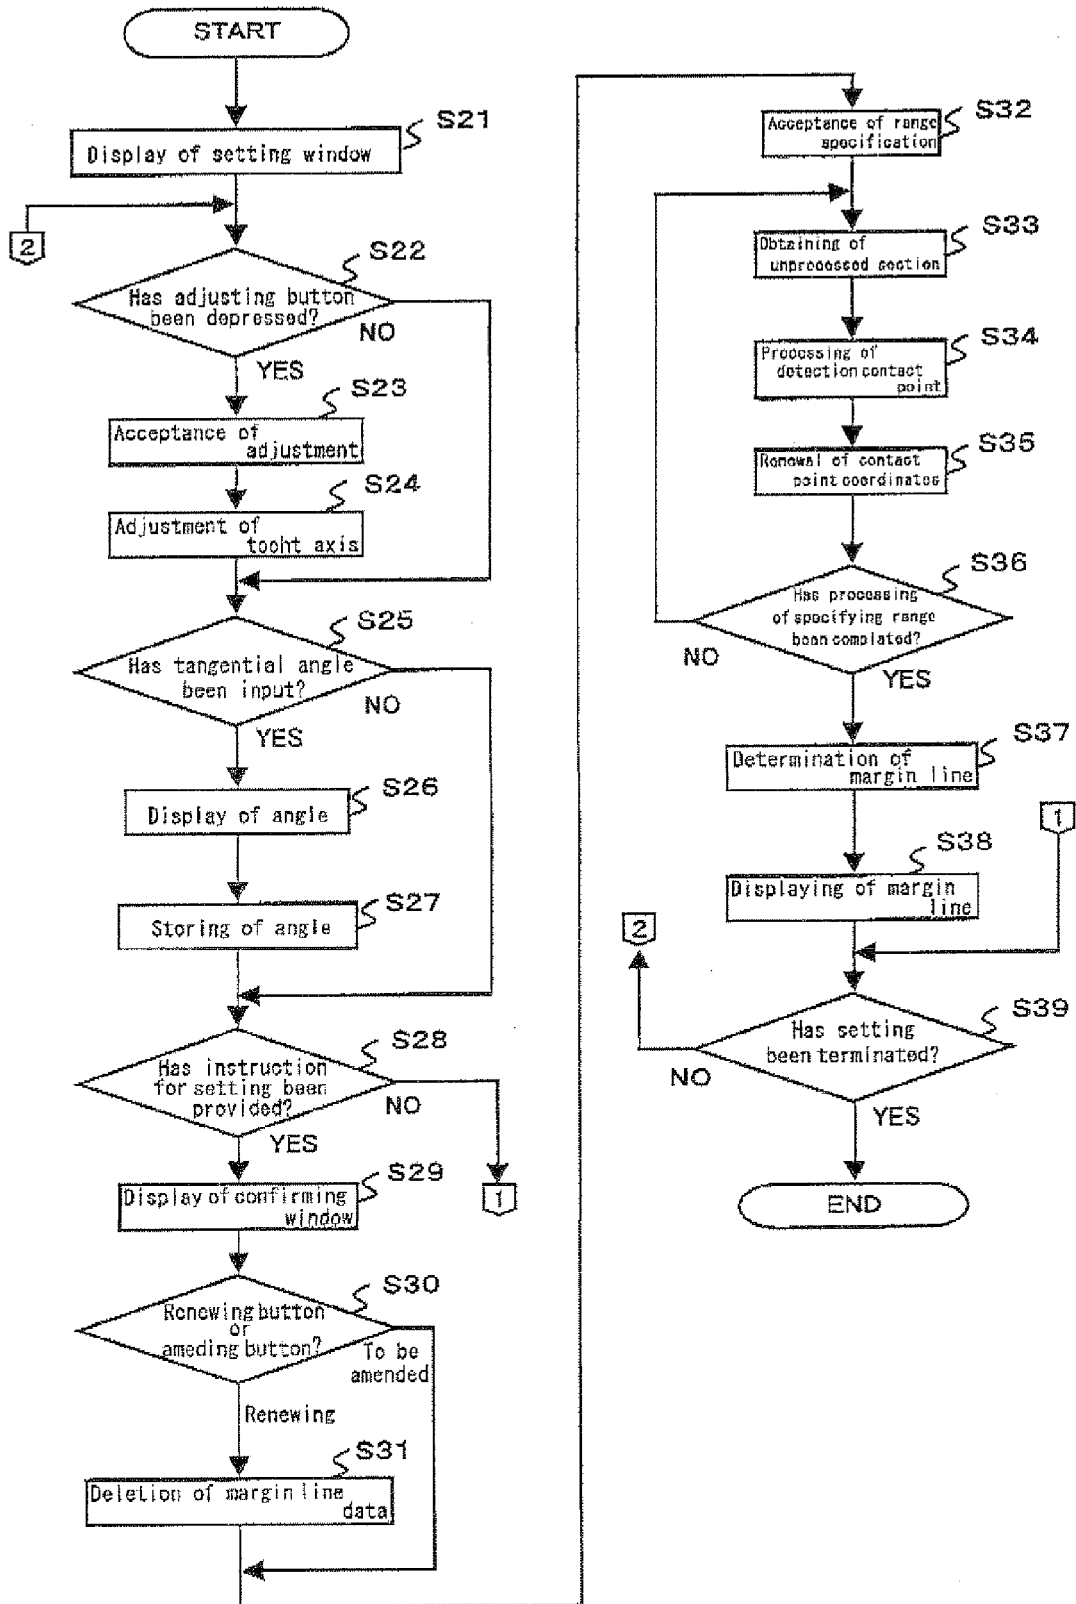 START
S21
Display of setting window
2
S22
Has adjusting button
been depressed?
NO
YES
S23
Acceptance of
adjustment
S24
Adjustment of
tooht axis
S25
Has tangential angle
been input?
NO
YES
S26
Display of angle
S27
Storing of angle
S28
Has instruction
for setting been
provided?
NO
YES
S29
Display of confirming
window
1
S30
Renewing button
or
ameding button?
To be
amended
Renewing
S31
Deletion of margin line
data
S32
Acceptance of range
specification
S33
Obtaining of
unprocessed section
S34
Processing of
detection contact
point
S35
Renewal of contact
point coordinates
S36
Has processing
of specifying range
been completed?
NO
YES
S37
Determination of
margin line
1
S38
Displaying of margin
line
2
S39
Has setting
been terminated?
NO
YES
END